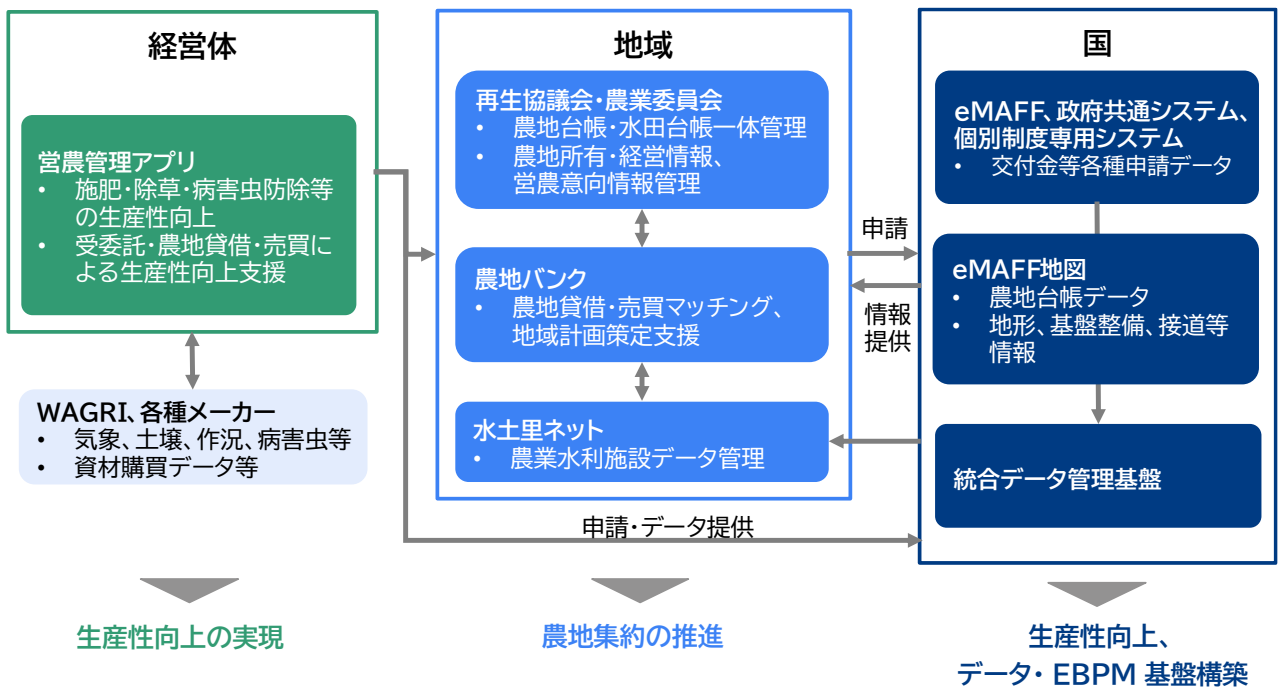 経営体
営農管理アプリ
• 施肥・除草・病害虫防除等
の生産性向上
• 受委託・農地貸借・売買に
よる生産性向上支援
WAGRI、各種メーカー
• 気象、土壌、作況、病害虫等
• 資材購買データ等
地域
再生協議会・農業委員会
• 農地台帳・水田台帳一体管理
• 農地所有・経営情報、
営農意向情報管理
農地バンク
• 農地貸借・売買マッチング、
地域計画策定支援
水土里ネット
• 農業水利施設データ管理
申請
情報
提供
申請・データ提供
国
eMAFF、政府共通システム、
個別制度専用システム
• 交付金等各種申請データ
eMAFF地図
• 農地台帳データ
• 地形、基盤整備、接道等
情報
統合データ管理基盤
生産性向上の実現
農地集約の推進
生産性向上、
データ・EBPM 基盤構築